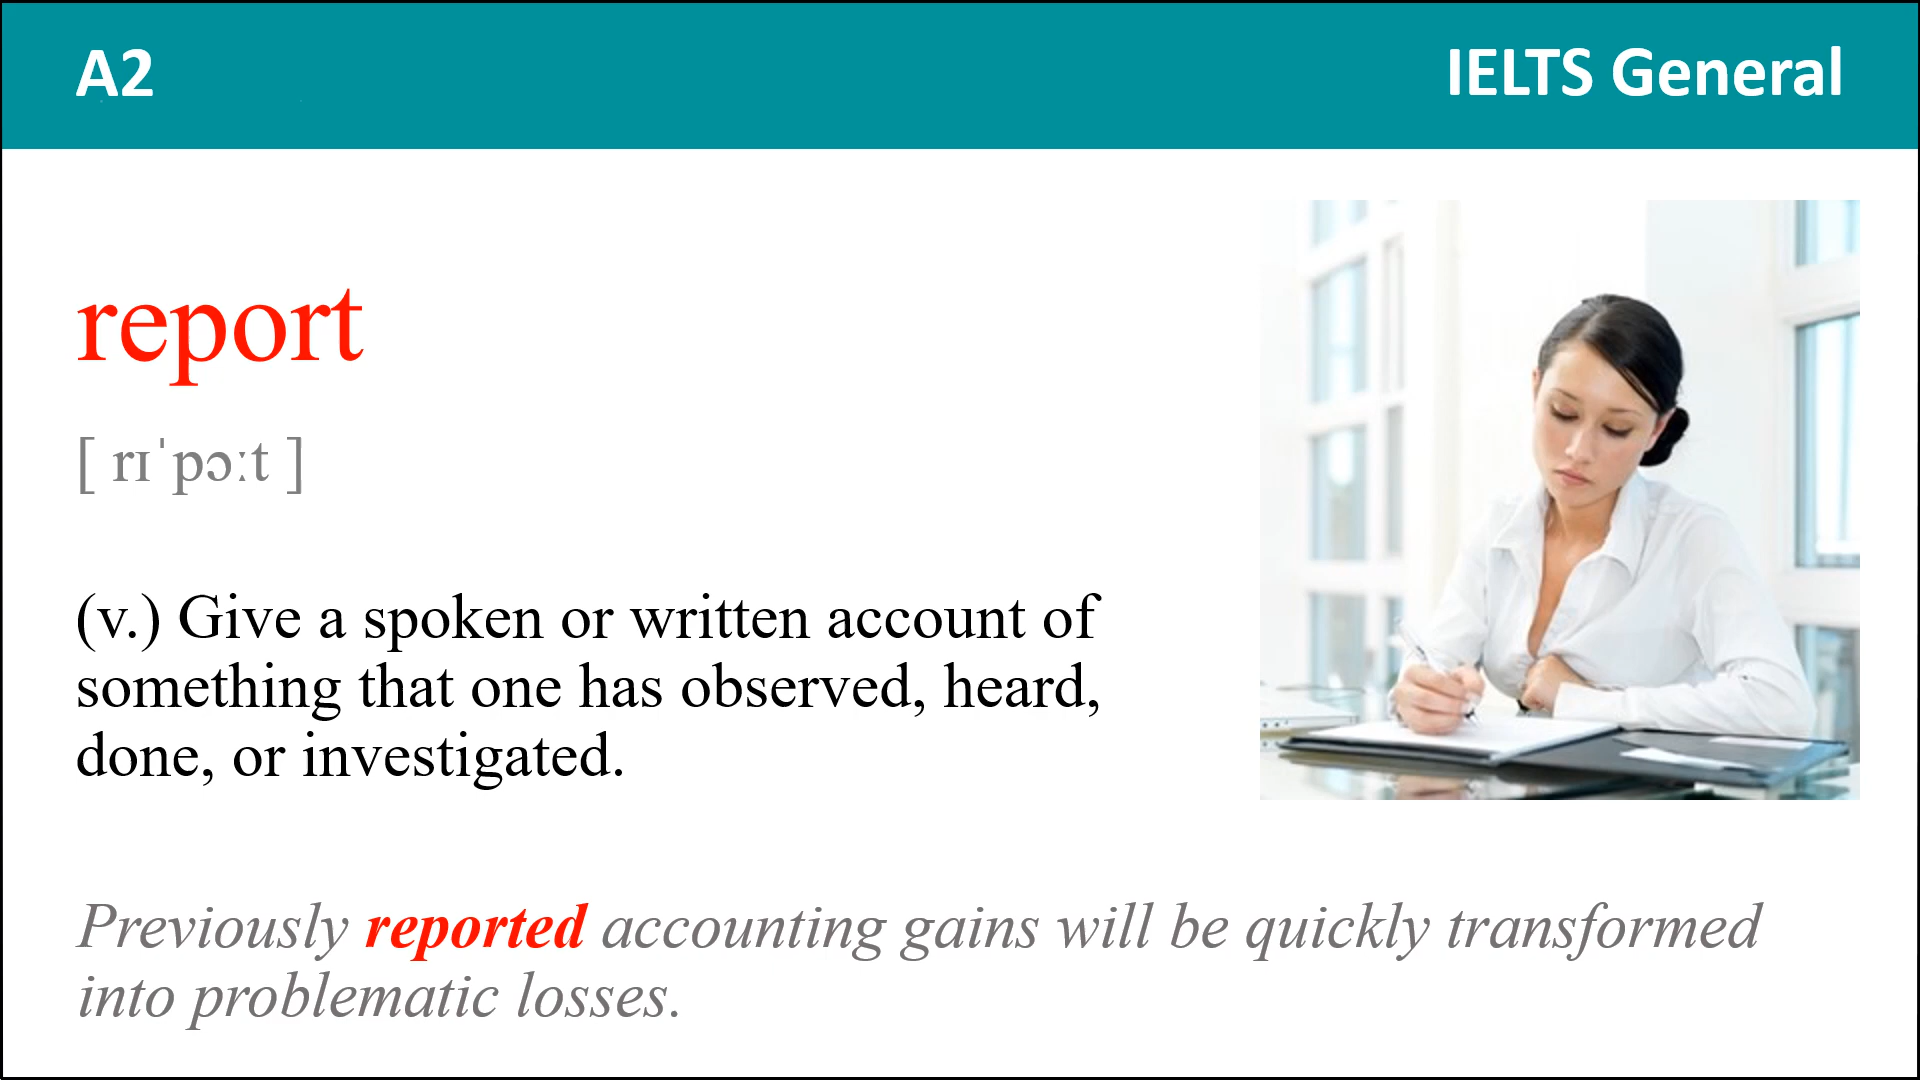 A2
IELTS General
report
[ rɪˈpɔːt ]
(v.) Give a spoken or written account of
something that one has observed, heard,
done, or investigated.
Previously reported accounting gains will be quickly transformed
into problematic losses.